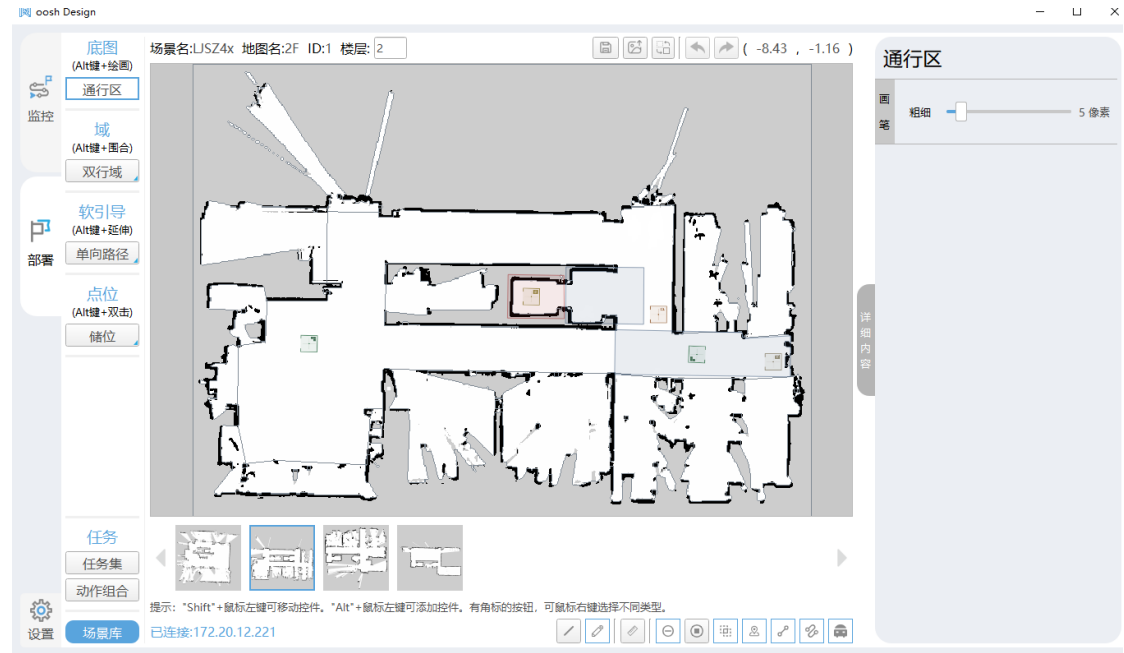 oosh Design
底图
(Alt键+绘画)
通行区
域
(Alt键+围合)
双行域
软引导
(Alt键+延伸)
单向路径
点位
(Alt键+双击)
储位
任务
任务集
动作组合
场景库
监控
部署
设置
场景名:LJSZ4x 地图名:2F ID:1 楼层: 2
( -8.43 , -1.16 )
提示："Shift"+鼠标左键可移动控件。"Alt"+鼠标左键可添加控件。有角标的按钮，可鼠标右键选择不同类型。
已连接:172.20.12.221
详细内容
通行区
画笔
粗细 5 像素